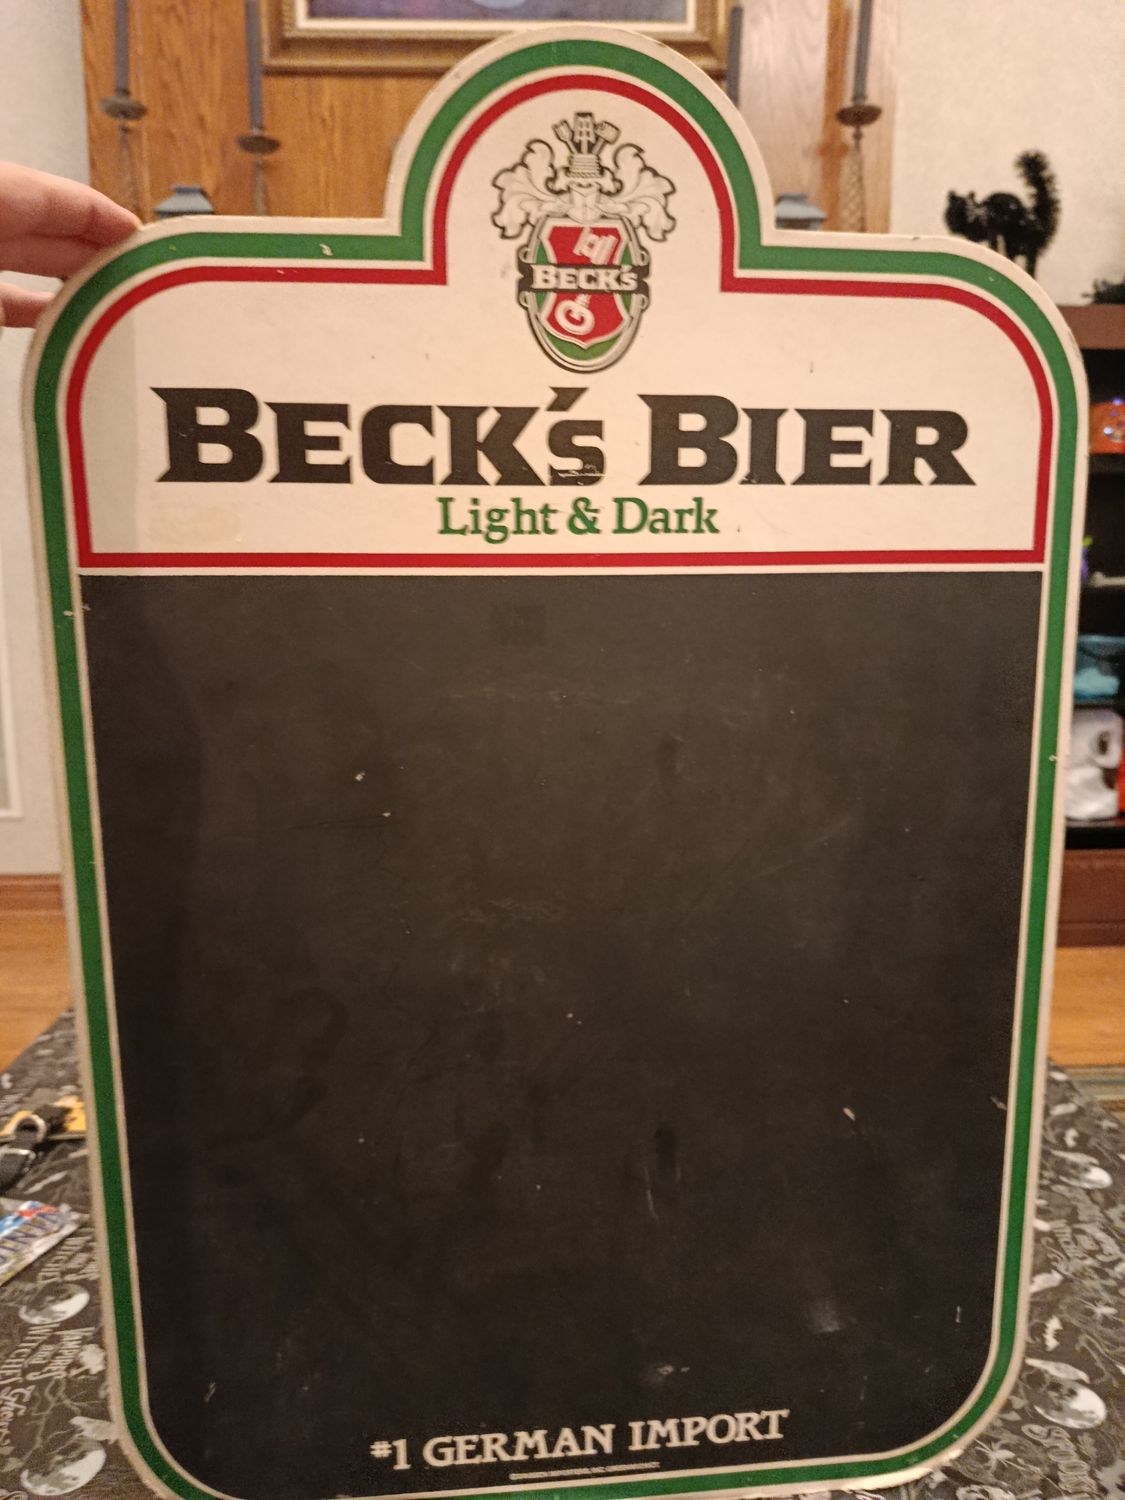 BECK'S
BECK'S BIER
Light & Dark
#1 GERMAN IMPORT